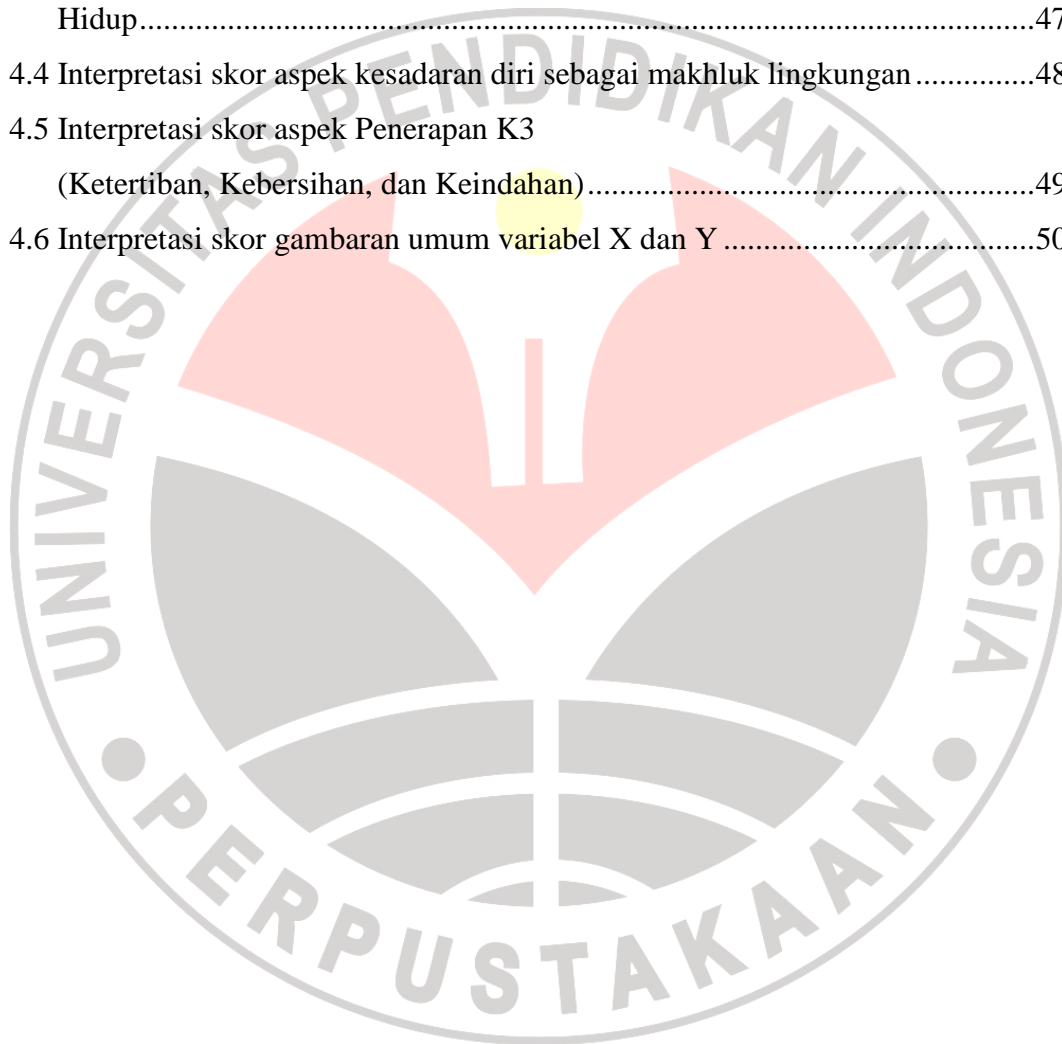 Hidup....................................................................................................47
4.4 Interpretasi skor aspek kesadaran diri sebagai makhluk lingkungan...............48
4.5 Interpretasi skor aspek Penerapan K3
(Ketertiban, Kebersihan, dan Keindahan)..................................................49
4.6 Interpretasi skor gambaran umum variabel X dan Y...................................50
UNIVERSITAS PENDIDIKAN INDONESIA
PERPUSTAKAAN